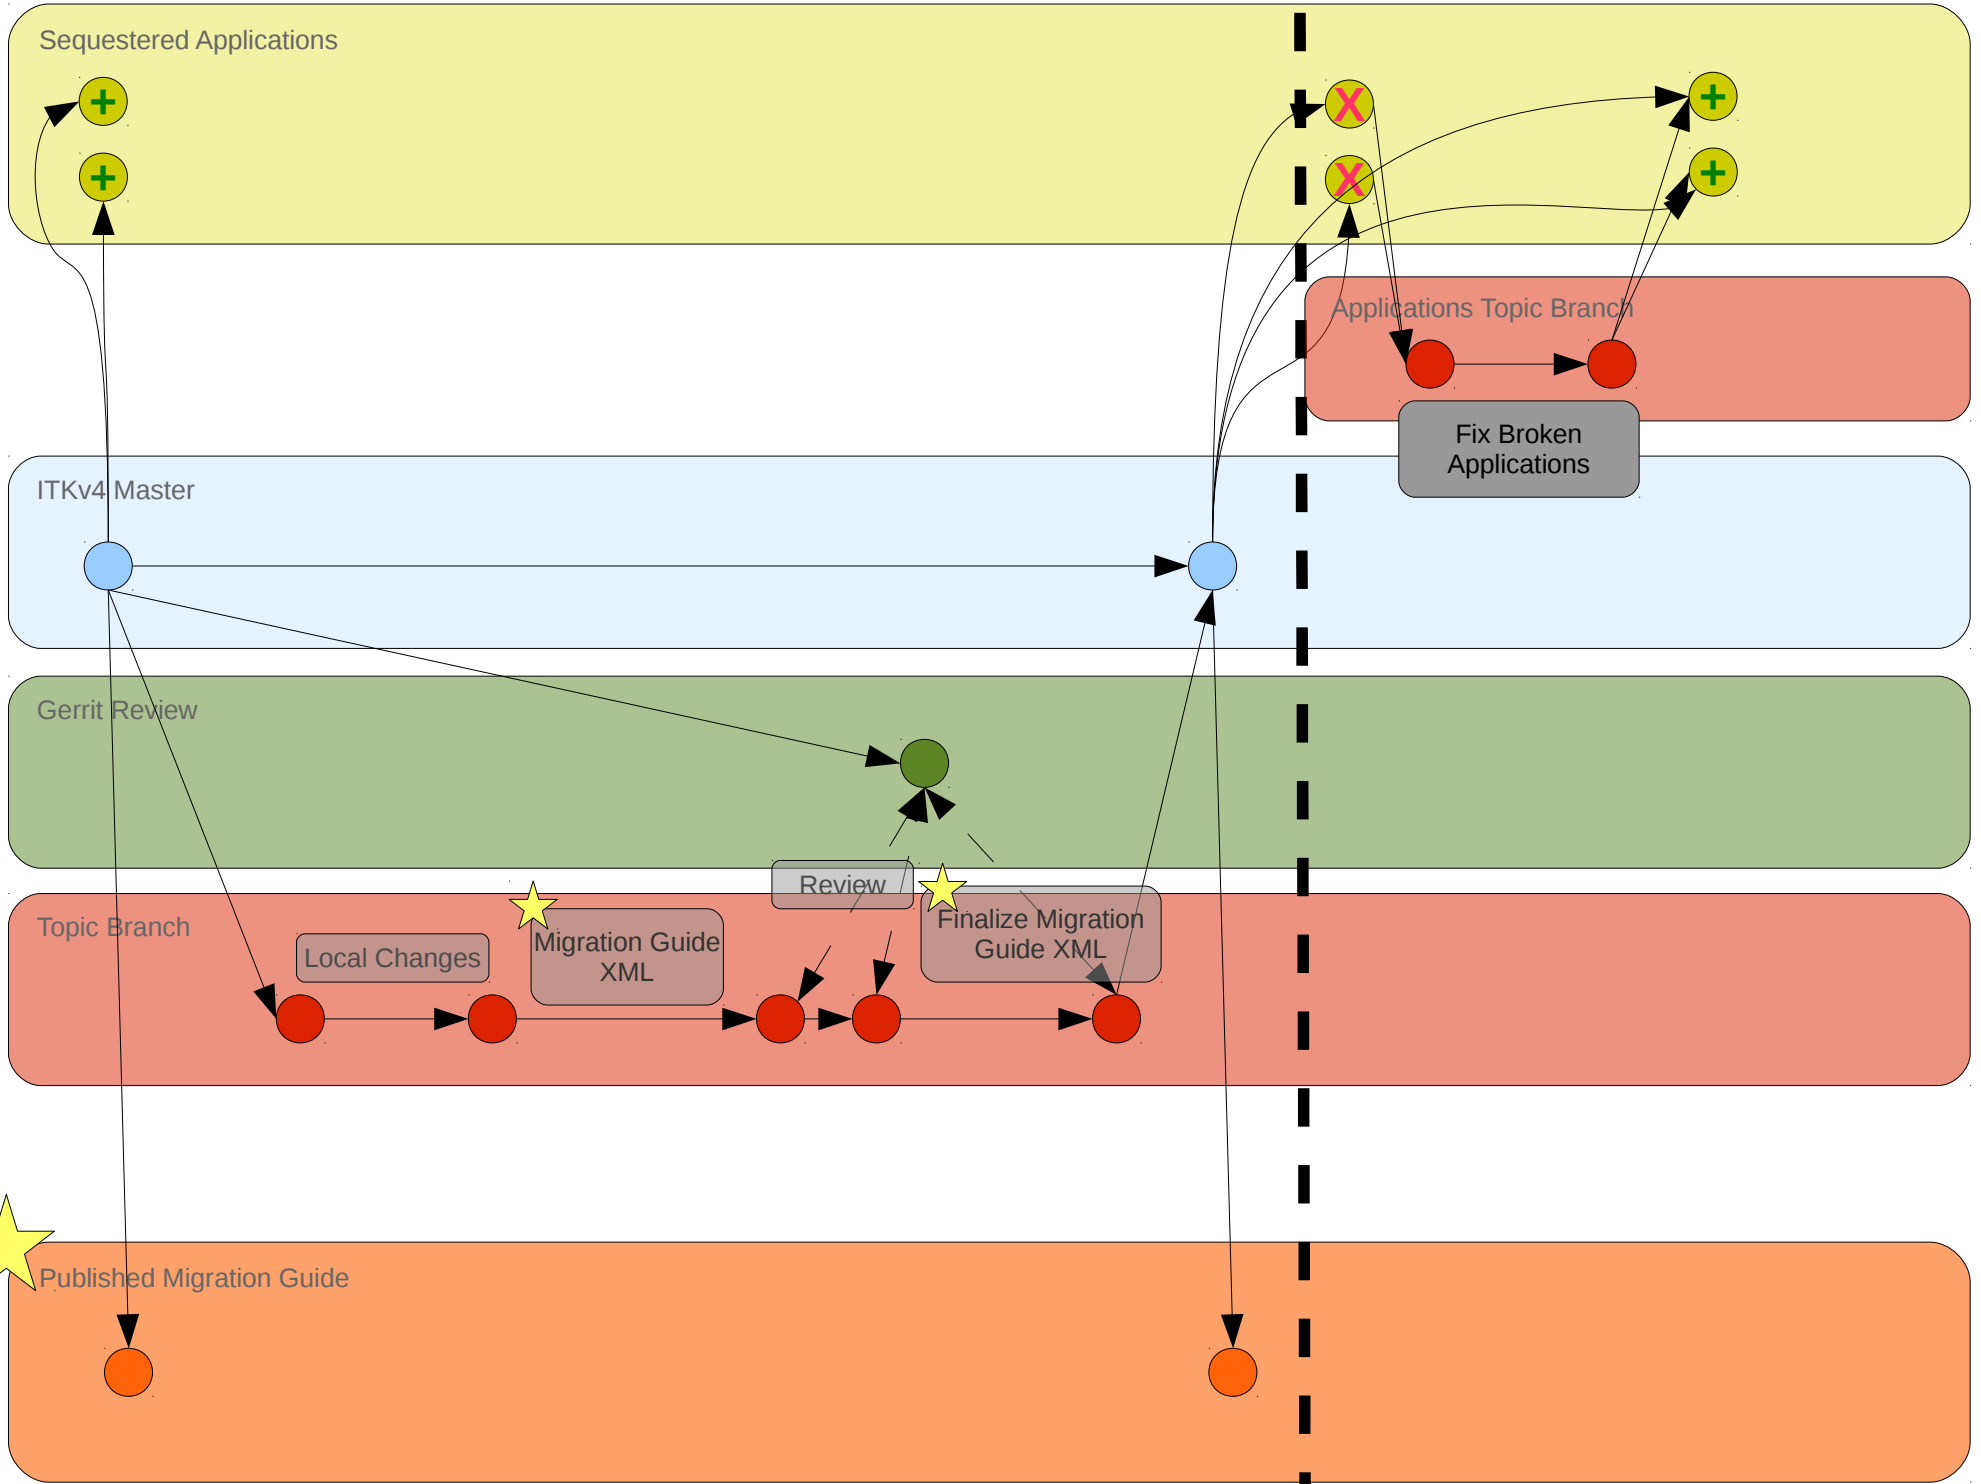 Sequestered Applications
+
+
X
X
+
+
Applications Topic Branch
Fix Broken
Applications
ITKv4 Master
Gerrit Review
Review
Topic Branch
Local Changes
Migration Guide
XML
Finalize Migration
Guide XML
Published Migration Guide